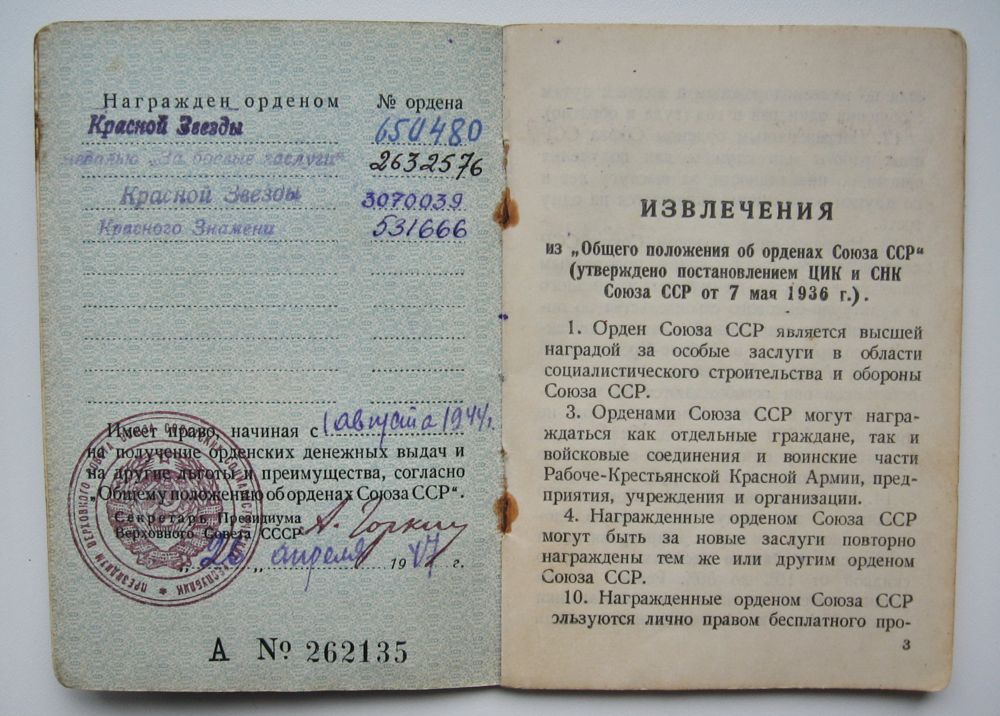 Награжден орденом № ордена
Красной Звезды 650480
медалью „За боевые заслуги“ 2632576
Красной Звезды 3070039
Красного Знамени 531666
Имеет право, начиная с 1 августа 1944 г.
на получение орденских денежных выдач и
на другие льготы и преимущества, согласно
„Общему положению об орденах Союза ССР“.
Секретарь Президиума
Верховного Совета СССР А. Горкин
„25„ апреля 1947 г.
А № 262135
ИЗВЛЕЧЕНИЯ
из „Общего положения об орденах Союза ССР“
(утверждено постановлением ЦИК и СНК
Союза ССР от 7 мая 1936 г.).
1. Орден Союза ССР является высшей
наградой за особые заслуги в области
социалистического строительства и обороны
Союза ССР.
3. Орденами Союза ССР могут награ-
ждаться как отдельные граждане, так и
войсковые соединения и воинские части
Рабоче-Крестьянской Красной Армии, пред-
приятия, учреждения и организации.
4. Награжденные орденом Союза ССР
могут быть за новые заслуги повторно
награждены тем же или другим орденом
Союза ССР.
10. Награжденные орденом Союза ССР
пользуются лично правом бесплатного про-
3